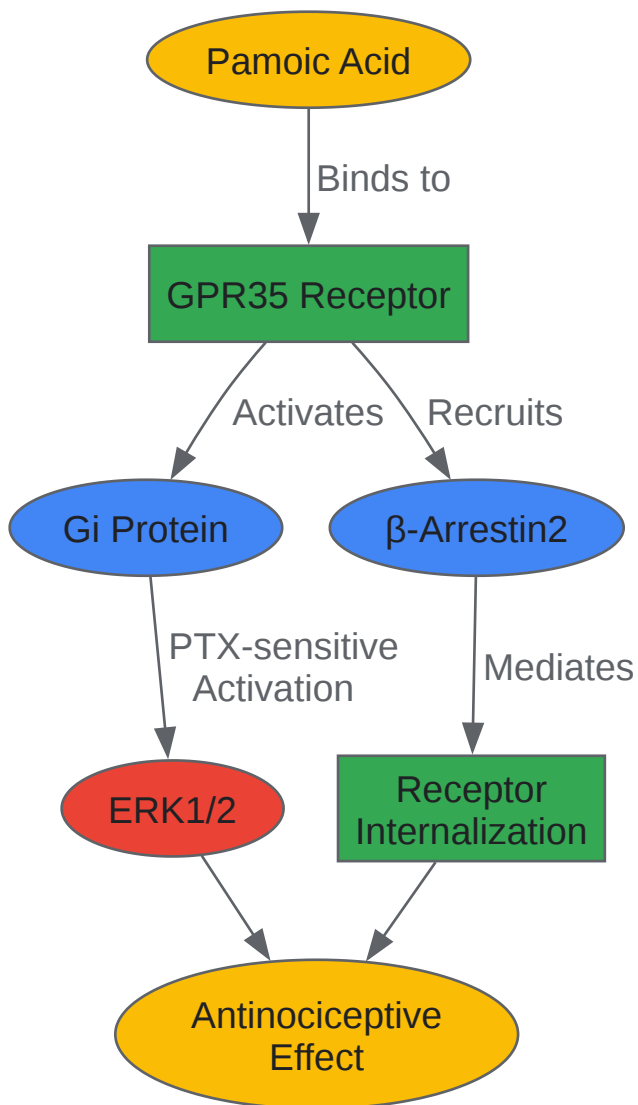 Pamoic Acid
Binds to
GPR35 Receptor
Activates
Recruits
Gi Protein
β-Arrestin2
PTX-sensitive
Activation
Mediates
ERK1/2
Receptor
Internalization
Antinociceptive
Effect